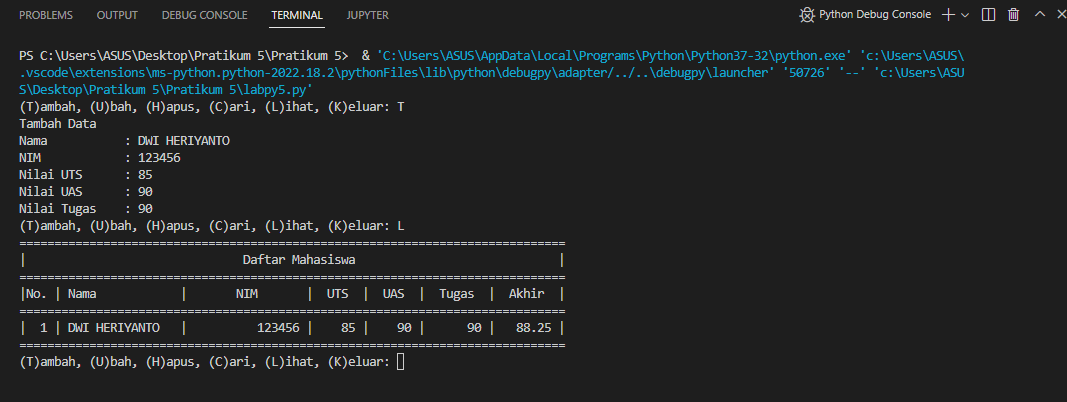 PROBLEMS OUTPUT DEBUG CONSOLE TERMINAL JUPYTER Python Debug Console
PS C:\Users\ASUS\Desktop\Pratikum 5\Pratikum 5>  & 'C:\Users\ASUS\AppData\Local\Programs\Python\Python37-32\python.exe' 'c:\Users\ASUS\
.vscode\extensions\ms-python.python-2022.18.2\pythonFiles\lib\python\debugpy\adapter/../..\debugpy\launcher' '50726' '--' 'c:\Users\ASU
S\Desktop\Pratikum 5\Pratikum 5\labpy5.py'
(T)ambah, (U)bah, (H)apus, (C)ari, (L)ihat, (K)eluar: T
Tambah Data
Nama           : DWI HERIYANTO
NIM            : 123456
Nilai UTS      : 85
Nilai UAS      : 90
Nilai Tugas    : 90
(T)ambah, (U)bah, (H)apus, (C)ari, (L)ihat, (K)eluar: L
==============================================================================
|                               Daftar Mahasiswa                             |
==============================================================================
|No. | Nama            |       NIM       |  UTS  |  UAS  |  Tugas  |  Akhir  |
==============================================================================
|  1 | DWI HERIYANTO   |          123456 |    85 |    90 |      90 |   88.25 |
==============================================================================
(T)ambah, (U)bah, (H)apus, (C)ari, (L)ihat, (K)eluar: